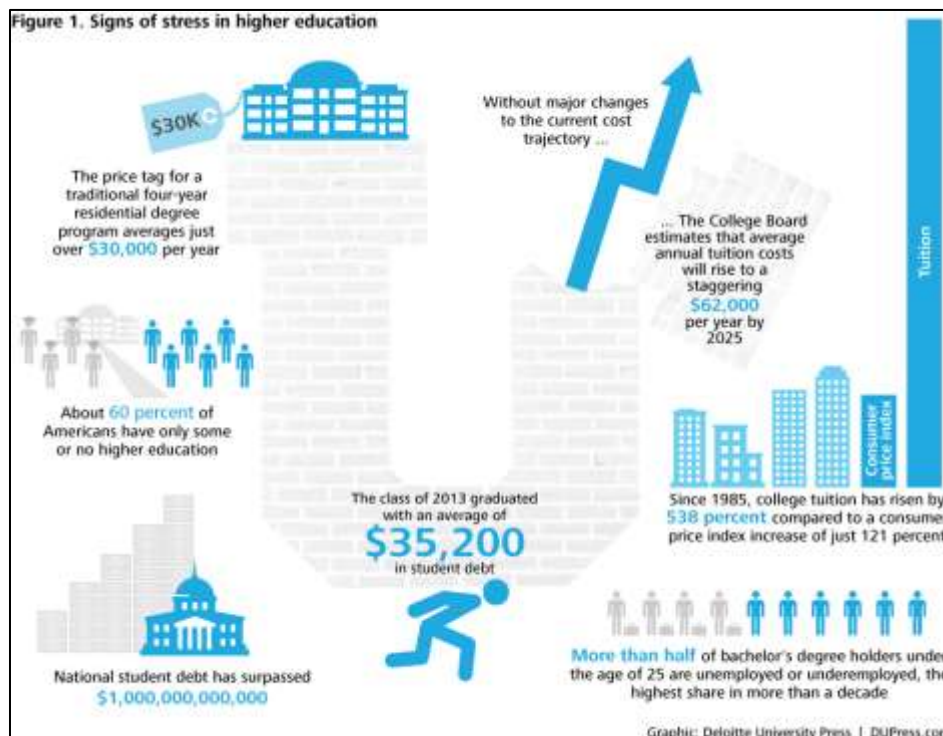 Figure 1. Signs of stress in higher education
$30K
The price tag for a
traditional four-year
residential degree
program averages just
over $30,000 per year
Without major changes
to the current cost
trajectory ...
... The College Board
estimates that average
annual tuition costs
will rise to a
staggering
$62,000
per year by
2025
Tuition
About 60 percent of
Americans have only some
or no higher education
Consumer
price index
Since 1985, college tuition has risen by
538 percent compared to a consumer
price index increase of just 121 percent
The class of 2013 graduated
with an average of
$35,200
in student debt
National student debt has surpassed
$1,000,000,000,000
More than half of bachelor's degree holders unde
the age of 25 are unemployed or underemployed, the
highest share in more than a decade
Graphic: Deloitte University Press | DUPress.com